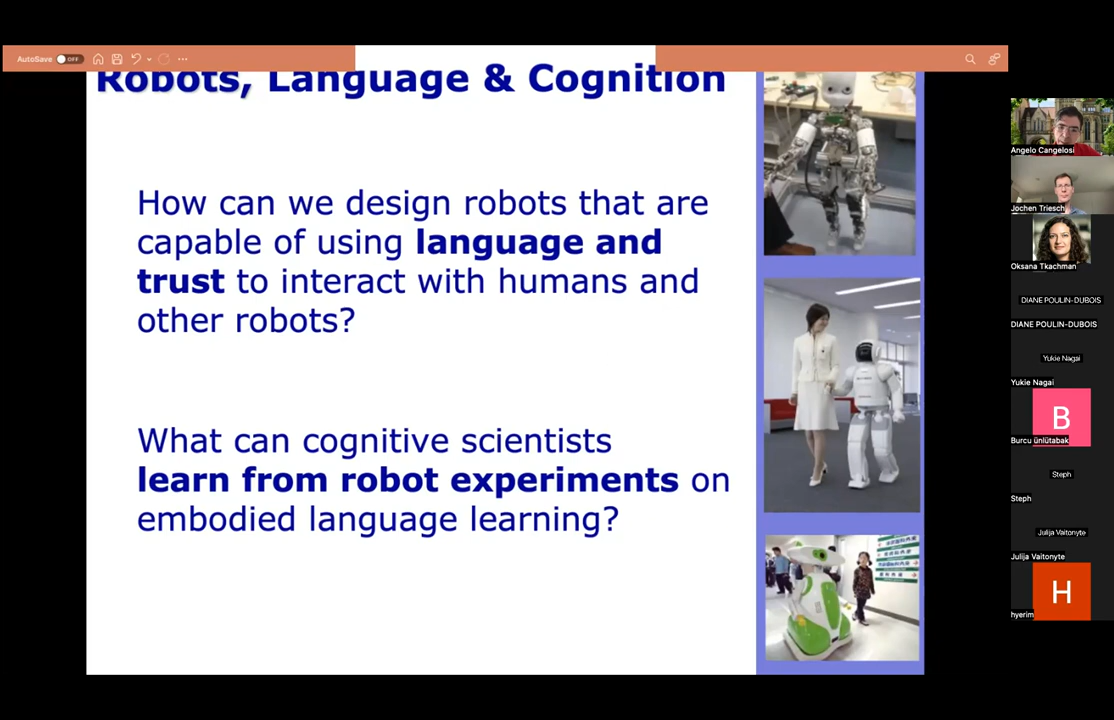 AutoSave OFF
Robots, Language & Cognition
How can we design robots that are
capable of using language and
trust to interact with humans and
other robots?
What can cognitive scientists
learn from robot experiments on
embodied language learning?
Angelo Cangelosi
Jochen Triesch
Oksana Tkachman
DIANE POULIN-DUBOIS
DIANE POULIN-DUBOIS
Yukie Nagai
Yukie Nagai
B
Burcu ünlütabak
Steph
Steph
Julija Vaitonyte
Julija Vaitonyte
H
hyerim